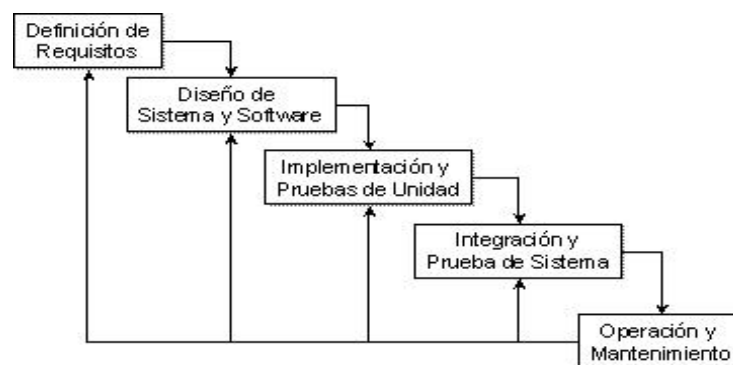 Definición de
Requisitos
Diseño de
Sistema y Software
Implementación y
Pruebas de Unidad
Integración y
Prueba de Sistema
Operación y
Mantenimiento